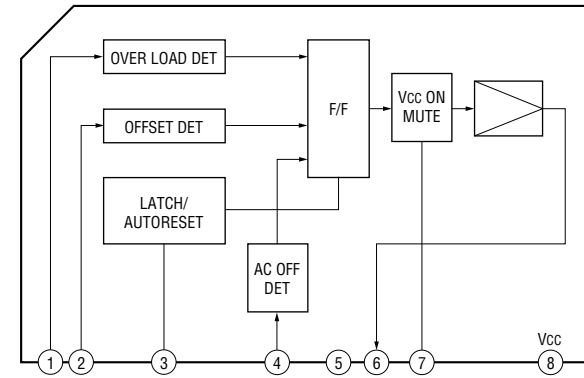 OVER LOAD DET
OFFSET DET
LATCH/
AUTORESET
AC OFF
DET
F/F
VCC ON
MUTE
VCC
1 2 3 4 5 6 7 8